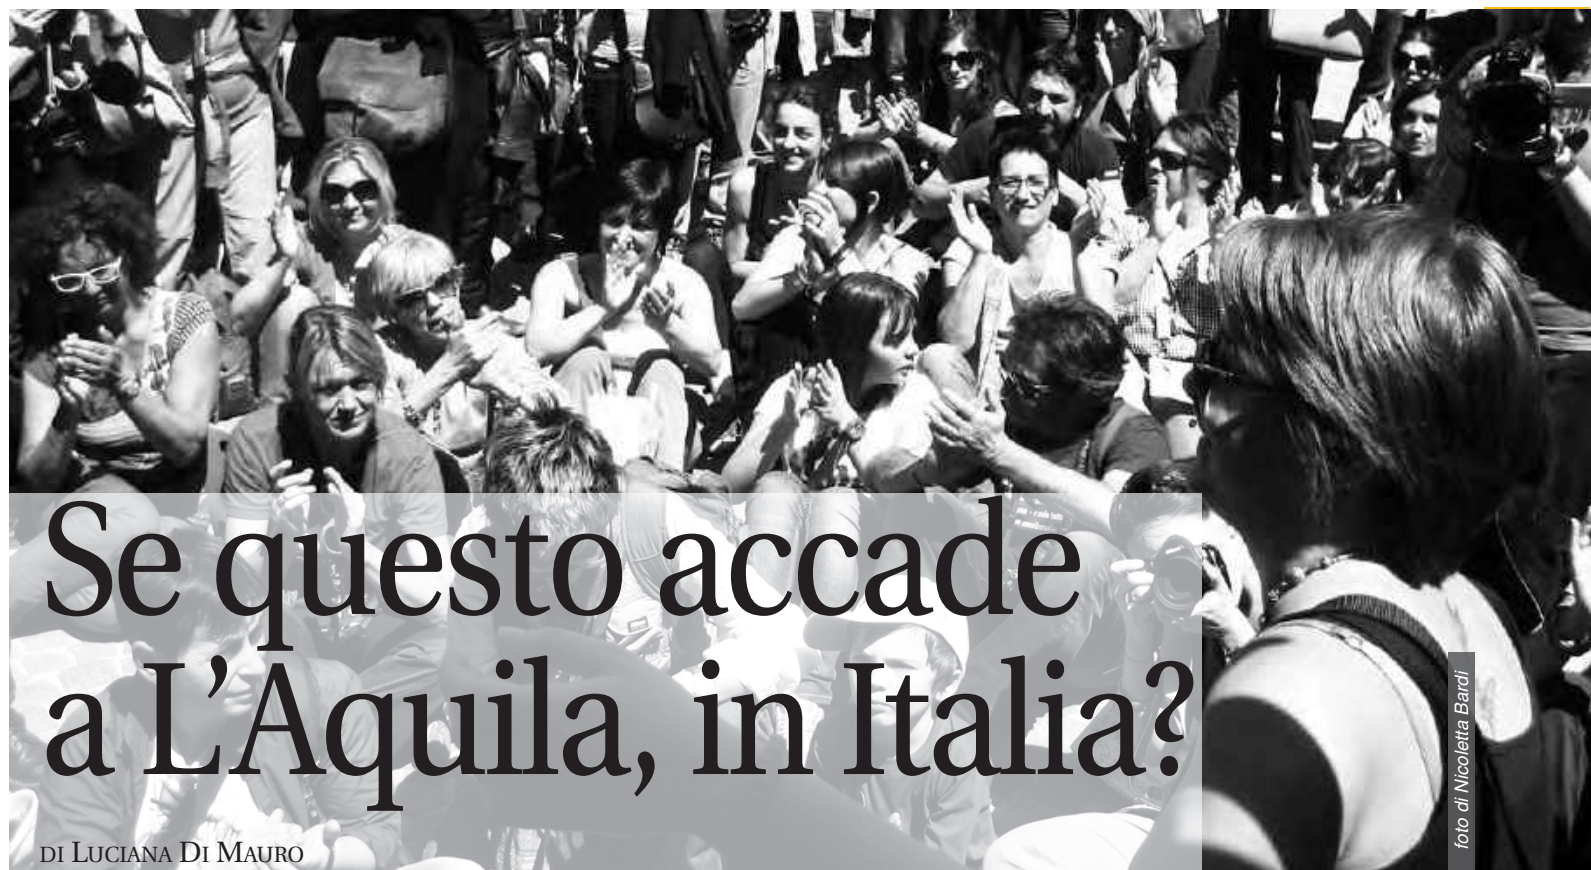 Se questo accade
a L'Aquila, in Italia?
DI LUCIANA DI MAURO
foto di Nicoletta Bardi